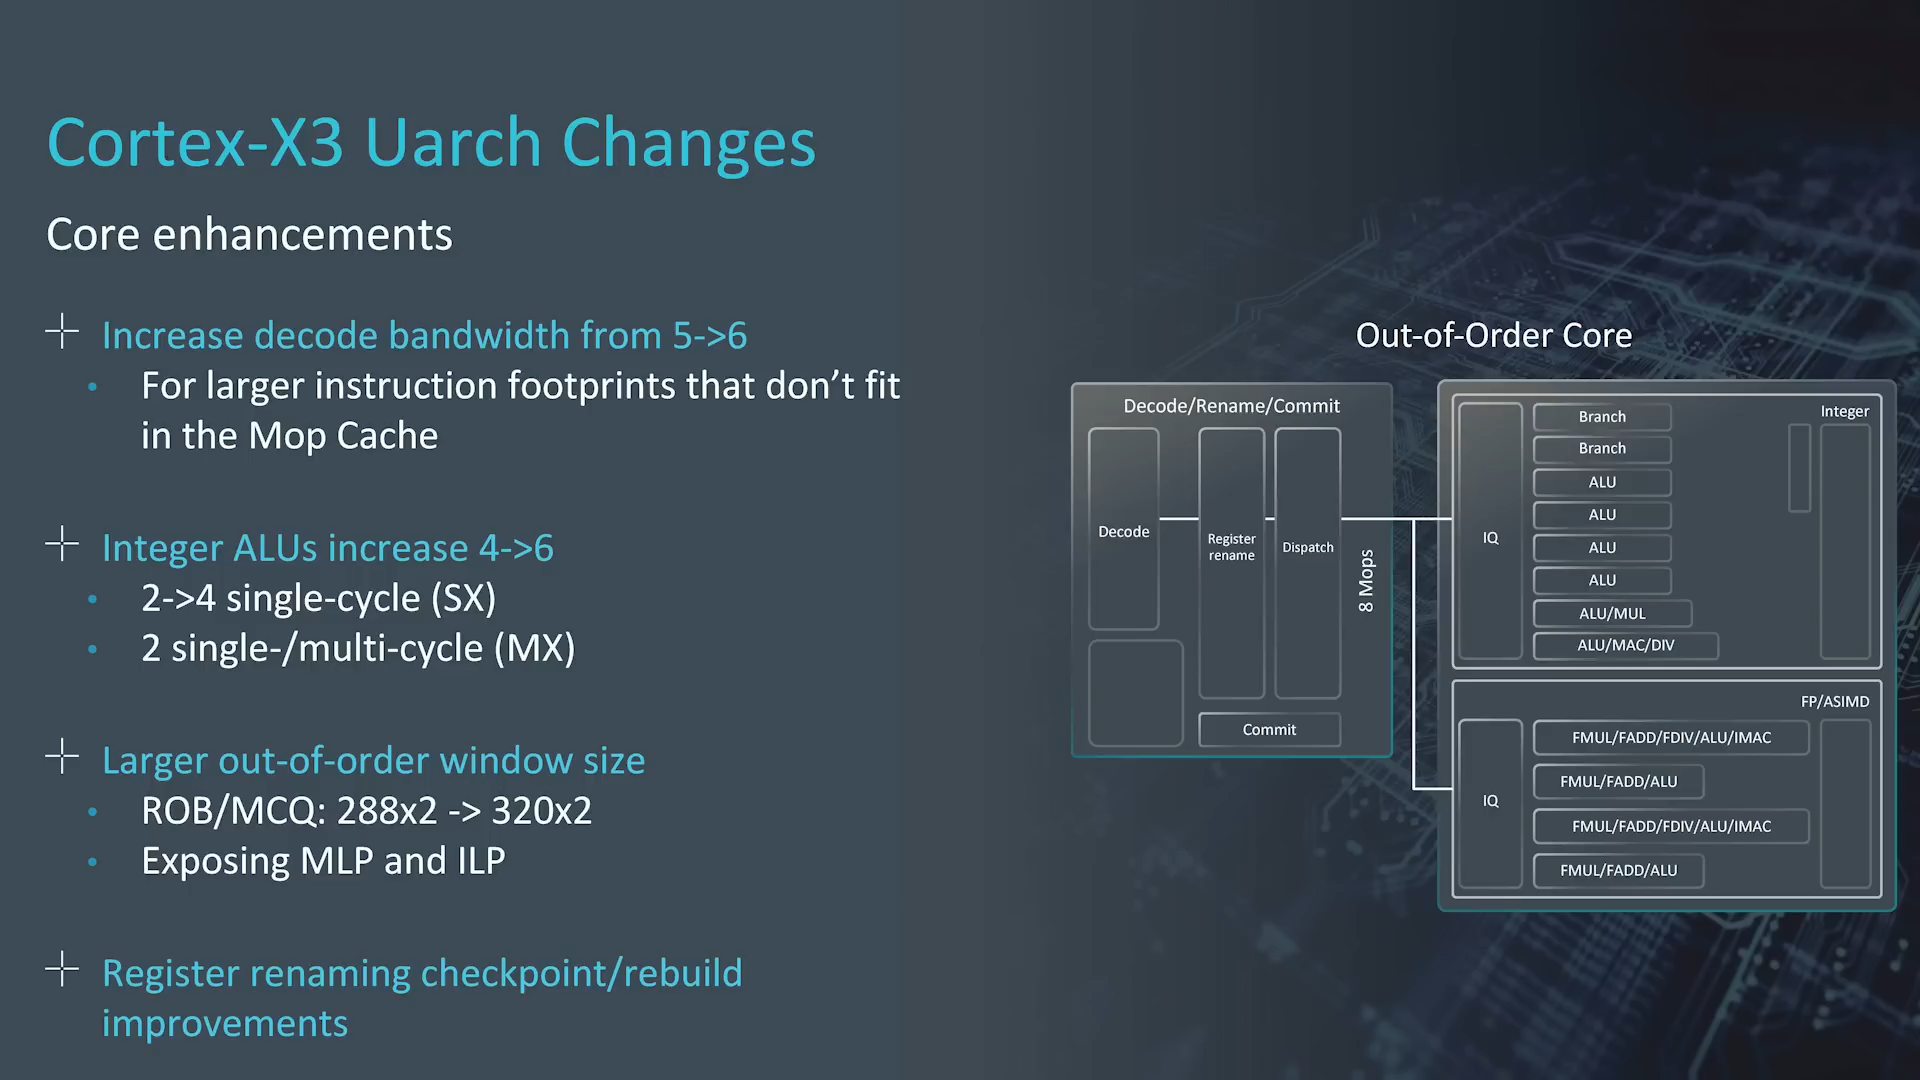 Cortex-X3 Uarch Changes
Core enhancements
Increase decode bandwidth from 5->6
• For larger instruction footprints that don’t fit
in the Mop Cache
Integer ALUs increase 4->6
• 2->4 single-cycle (SX)
• 2 single-/multi-cycle (MX)
Larger out-of-order window size
• ROB/MCQ: 288x2 -> 320x2
• Exposing MLP and ILP
Register renaming checkpoint/rebuild
improvements
Out-of-Order Core
Decode/Rename/Commit
Decode
Register
rename
Dispatch
Commit
8 Mops
Integer
IQ
Branch
Branch
ALU
ALU
ALU
ALU
ALU/MUL
ALU/MAC/DIV
FP/ASIMD
IQ
FMUL/FADD/FDIV/ALU/IMAC
FMUL/FADD/ALU
FMUL/FADD/FDIV/ALU/IMAC
FMUL/FADD/ALU